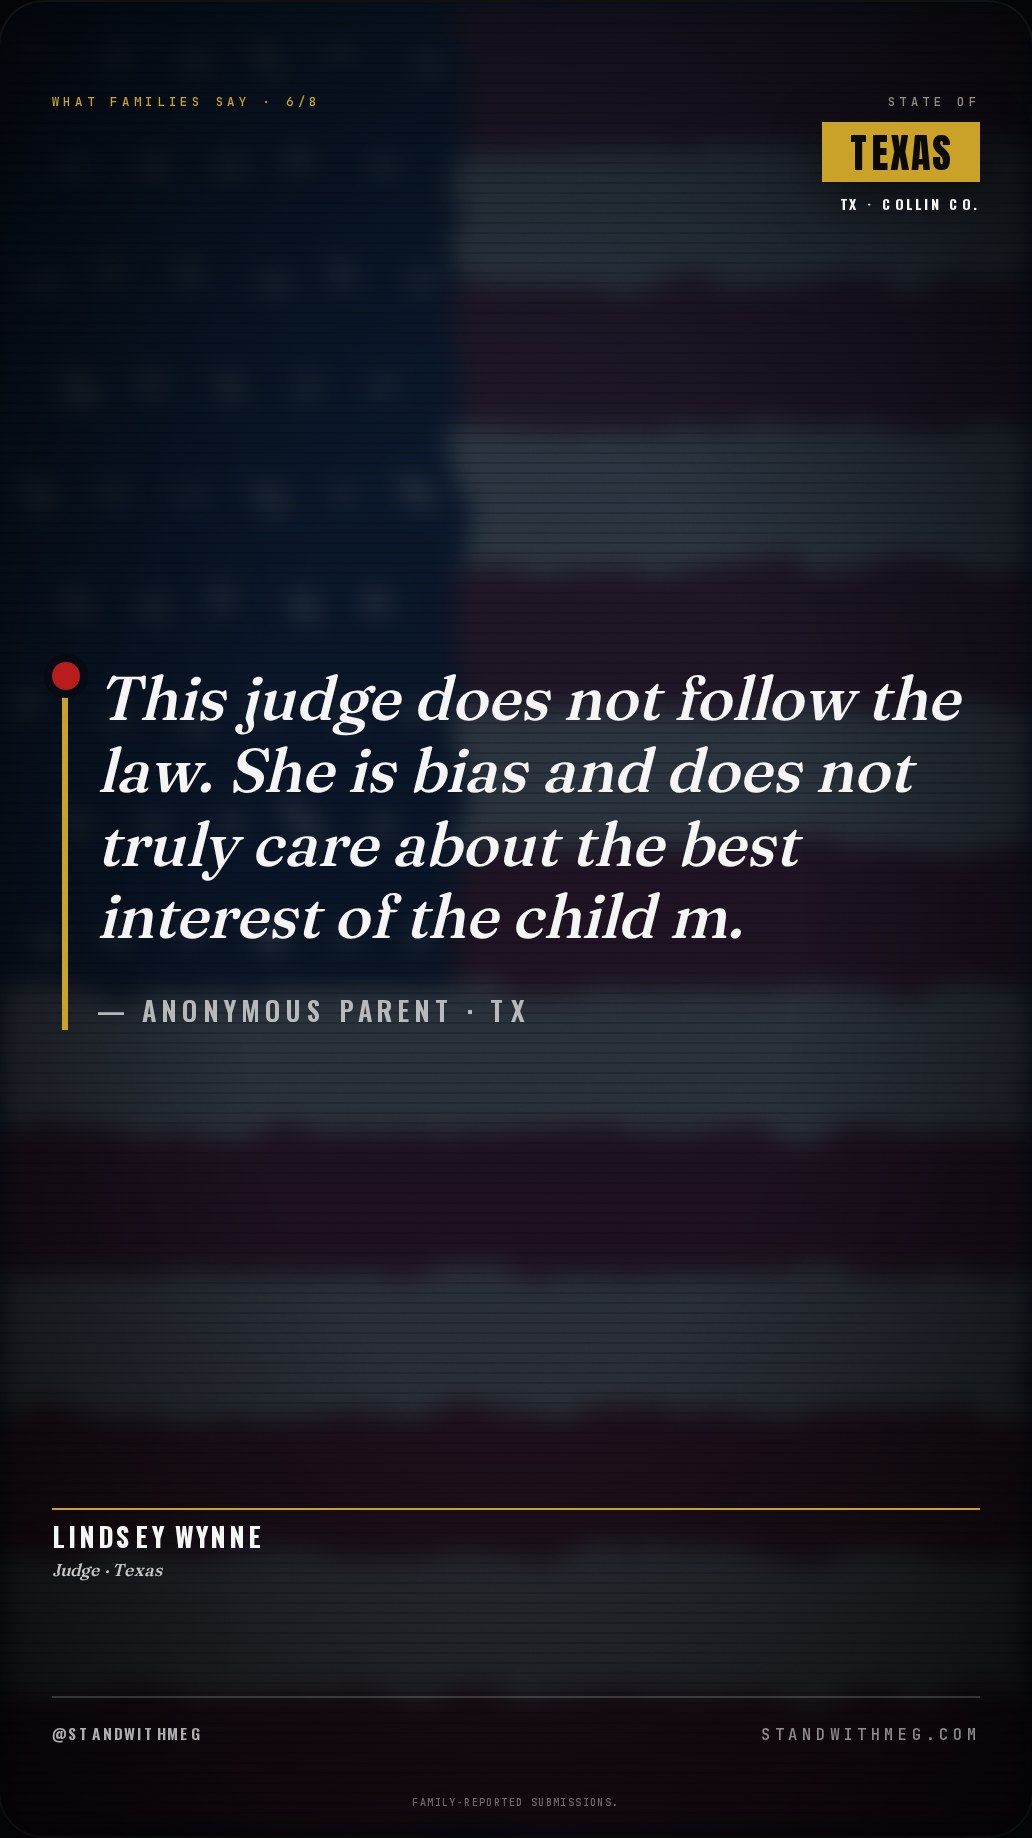 WHAT FAMILIES SAY · 6/8
STATE OF
TEXAS
TX · COLLIN CO.
This judge does not follow the
law. She is bias and does not
truly care about the best
interest of the child m.
— ANONYMOUS PARENT · TX
LINDSEY WYNNE
Judge · Texas
@STANDWITHMEG
STANDWITHMEG.COM
FAMILY-REPORTED SUBMISSIONS.